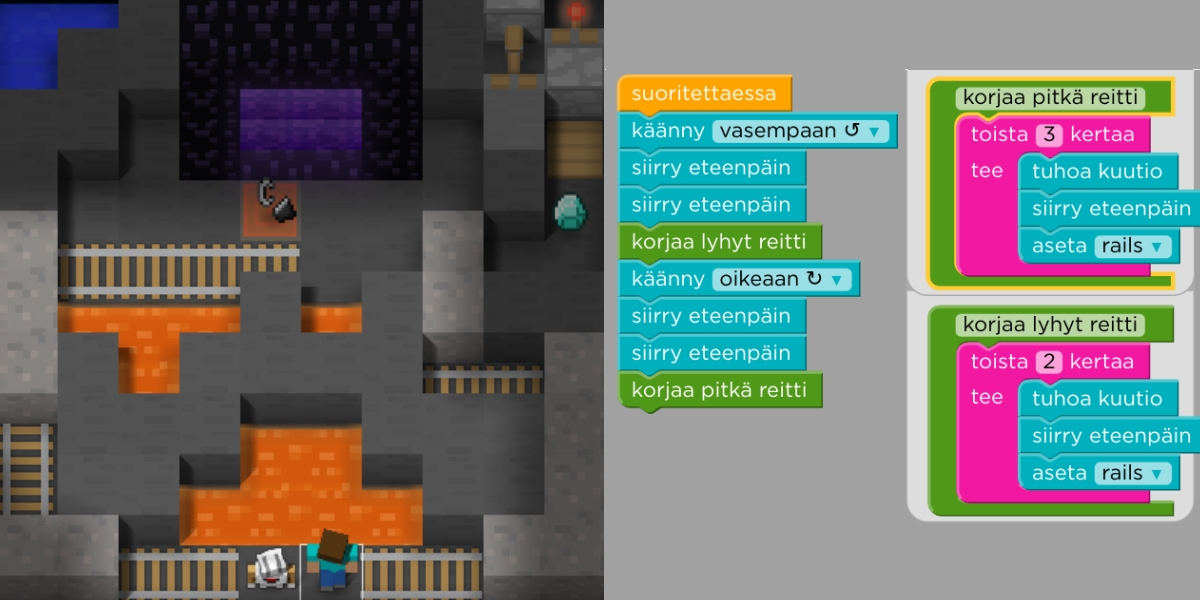 suoritettaessa
käänny vasempaan ↺ ▼
siirry eteenpäin
siirry eteenpäin
korjaa lyhyt reitti
käänny oikeaan ↻ ▼
siirry eteenpäin
siirry eteenpäin
korjaa pitkä reitti
korjaa pitkä reitti
toista 3 kertaa
tee tuhoa kuutio
siirry eteenpäin
aseta rails ▼
korjaa lyhyt reitti
toista 2 kertaa
tee tuhoa kuutio
siirry eteenpäin
aseta rails ▼